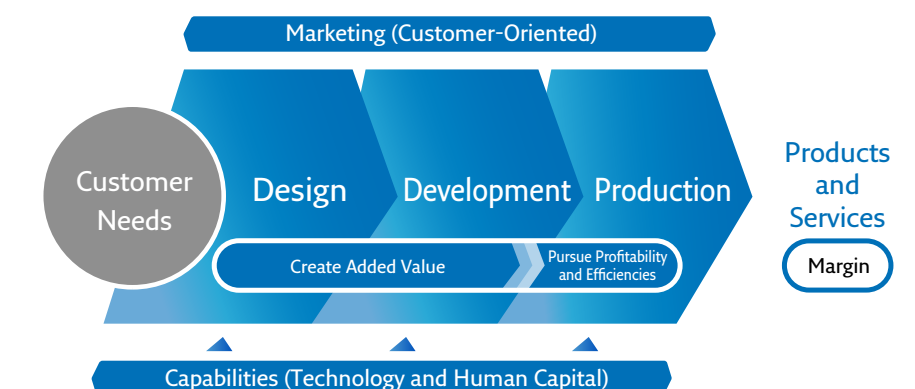 Marketing (Customer-Oriented)
Customer
Needs
Design
Development
Production
Create Added Value
Pursue Profitability
and Efficiencies
Products
and
Services
Margin
Capabilities (Technology and Human Capital)